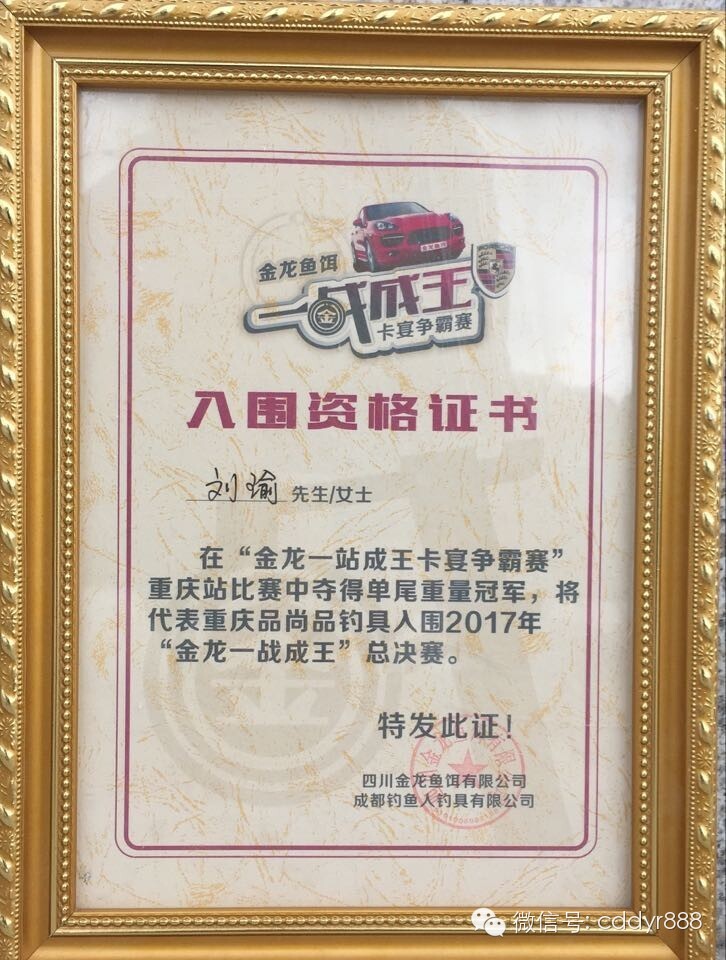 金龙鱼饵
一战成王
卡宴争霸赛
入围资格证书
刘瑜 先生/女士
在“金龙一站成王卡宴争霸赛”
重庆站比赛中夺得单尾重量冠军，将
代表重庆品尚品钓具入围2017年
“金龙一战成王”总决赛。
特发此证！
四川金龙鱼饵有限公司
成都钓鱼人钓具有限公司
微信号: cddyr888